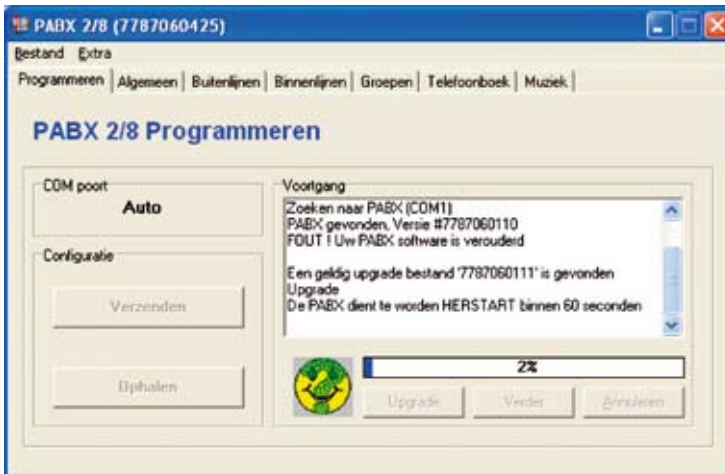 PABX 2/8 (7787060425)
Bestand Extra
Programmeren Algemeen Buitenlijnen Binnenlijnen Groepen Telefoonboek Muziek
PABX 2/8 Programmeren
COM poort
Auto
Configuratie
Verzenden
Ophalen
Voortgang
Zoeken naar PABX (COM1)
PABX gevonden, Versie #7787060110
FOUT ! Uw PABX software is verouderd
Een geldig upgrade bestand '7787060111' is gevonden
Upgrade
De PABX dient te worden HERSTART binnen 60 seconden
2%
Upgrade Verder Annuleren